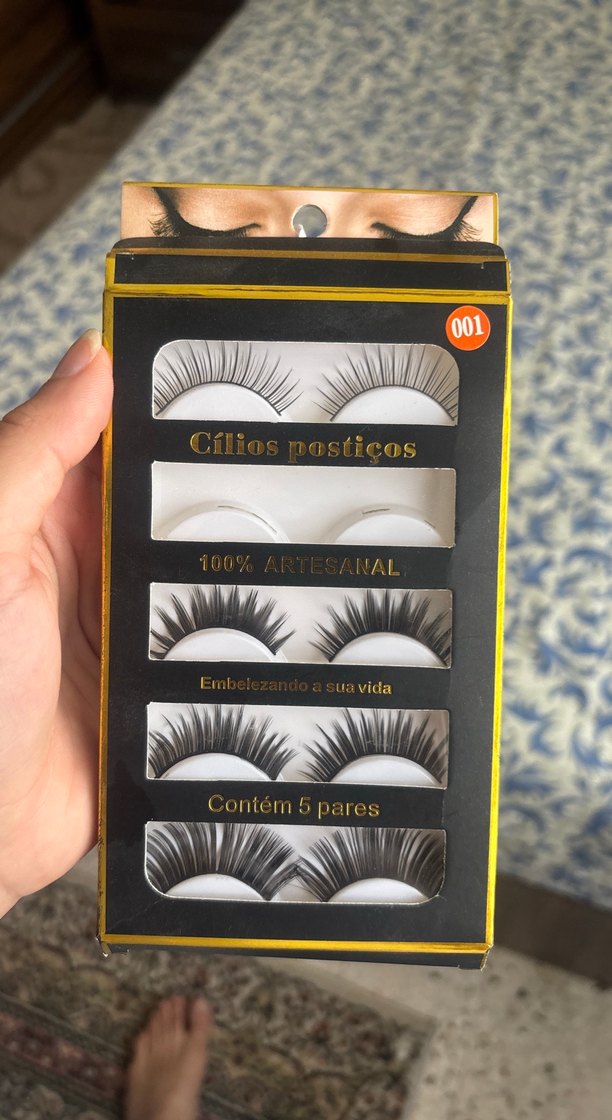 001
Cílios postiços
100% ARTESANAL
Embelezando a sua vida
Contém 5 pares